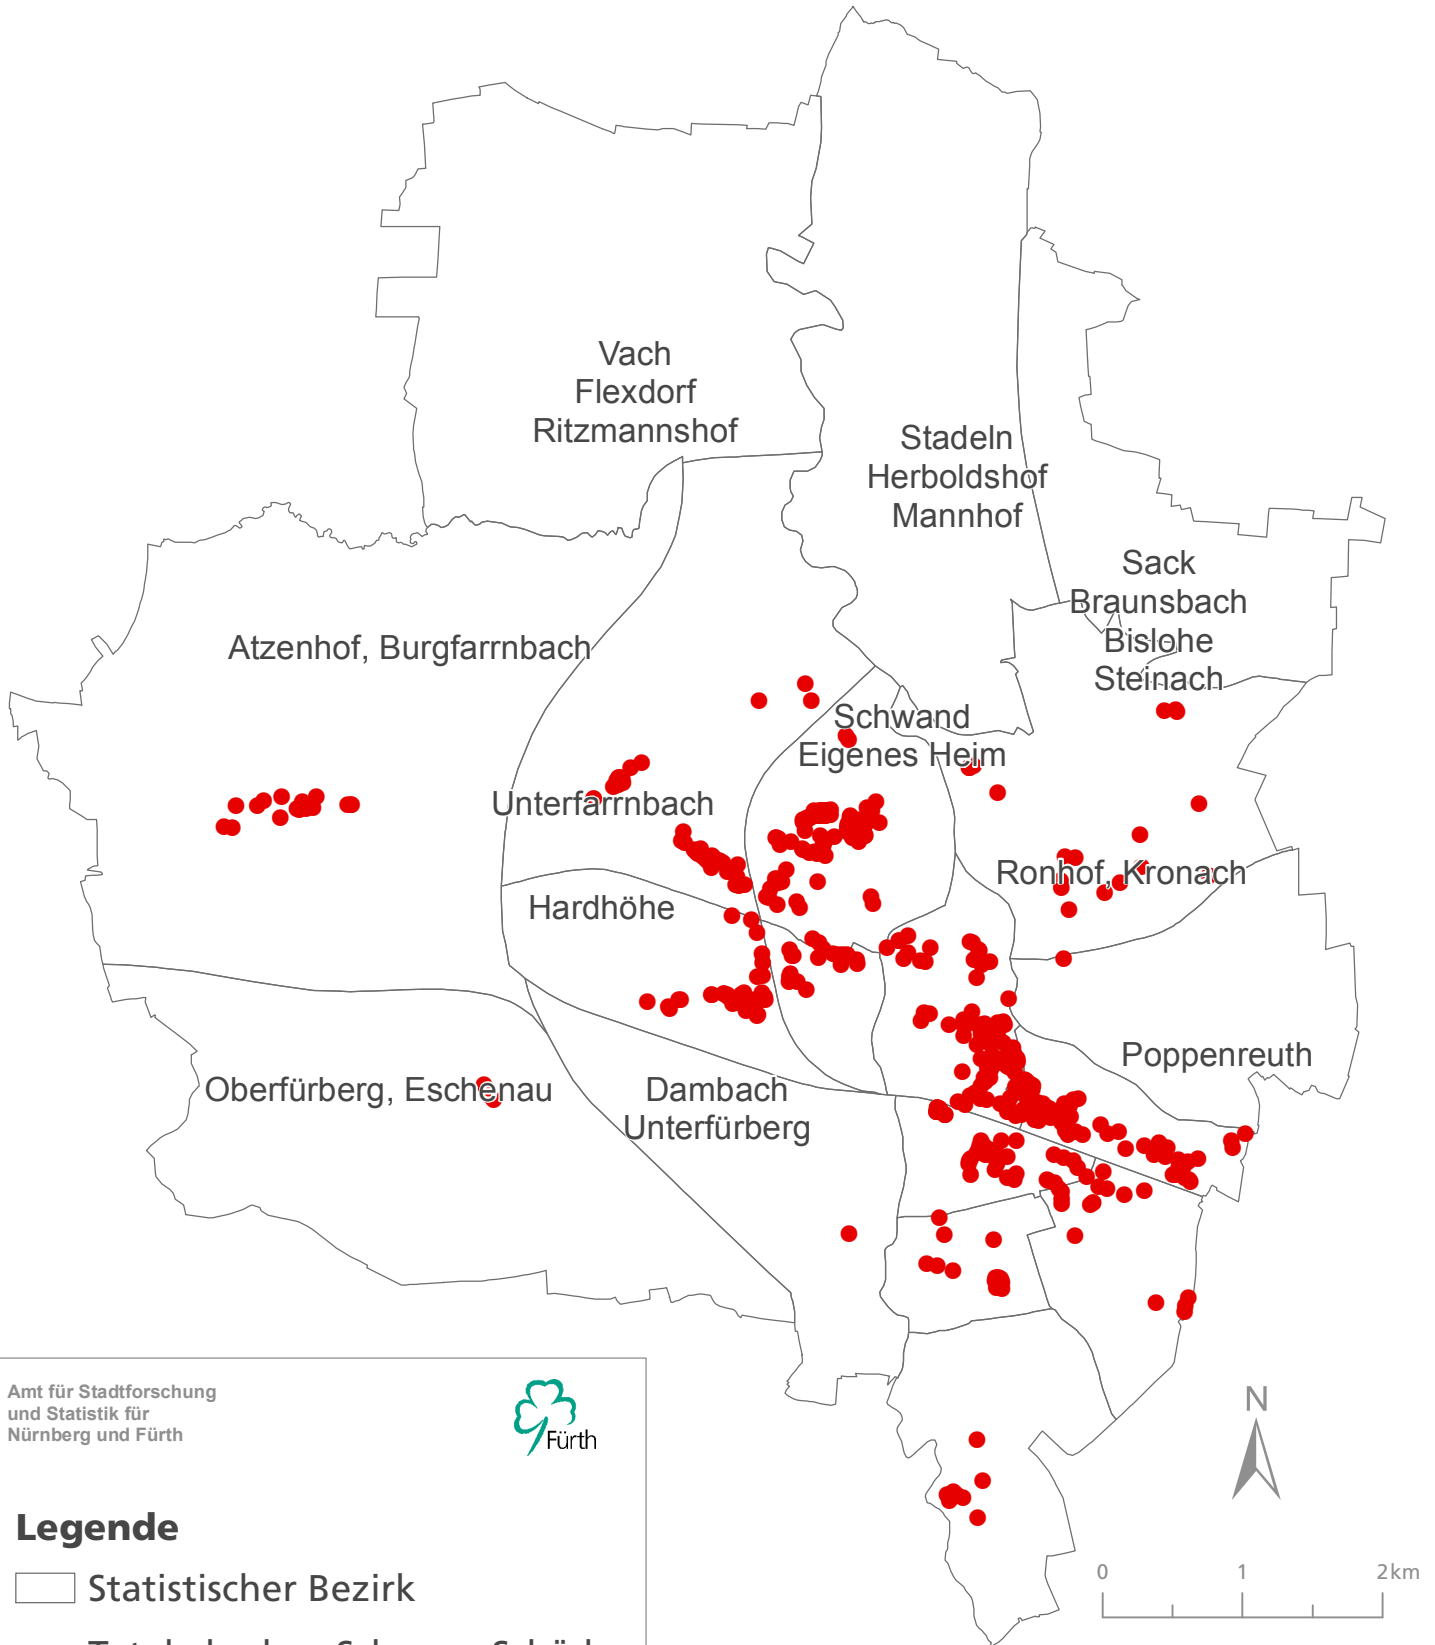 Vach
Flexdorf
Ritzmannshof
Stadeln
Herboldshof
Mannhof
Sack
Braunsbach
Bislohe
Steinach
Atzenhof, Burgfarrnbach
Schwand
Eigenes Heim
Unterfarrnbach
Ronhof, Kronach
Hardhöhe
Poppenreuth
Oberfürberg, Eschenau
Dambach
Unterfürberg
Amt für Stadtforschung
und Statistik für
Nürnberg und Fürth
Fürth
N
Legende
Statistischer Bezirk
0 1 2km